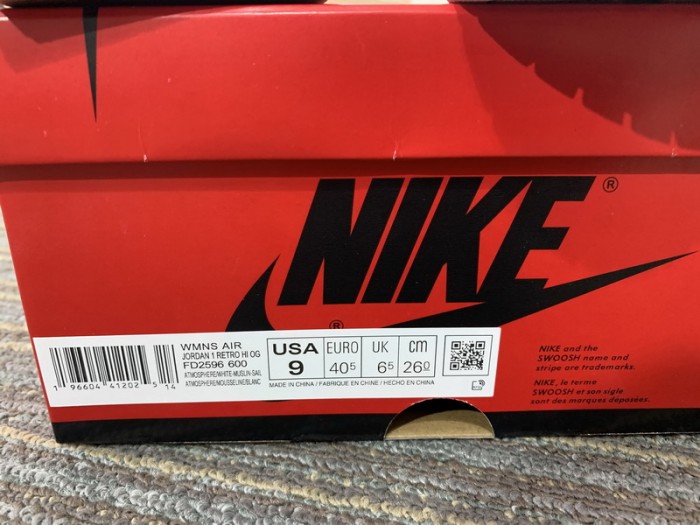 NIKE®
®
WMNS AIR
JORDAN 1 RETRO HI OG
FD2596 600
ATMOSPHERE/WHITE-MUSLIN-SAIL
ATMOSPHERE/MOUSSELINE/BLANC
1 96604 41202 5 14
USA
9
EURO
40.5
UK
6.5
cm
26.0
MADE IN CHINA / FABRIQUE EN CHINE / HECHO EN CHINA
NIKE and the
SWOOSH name and
stripe are trademarks.
NIKE, le terme
SWOOSH et son sigle
sont des marques déposées.